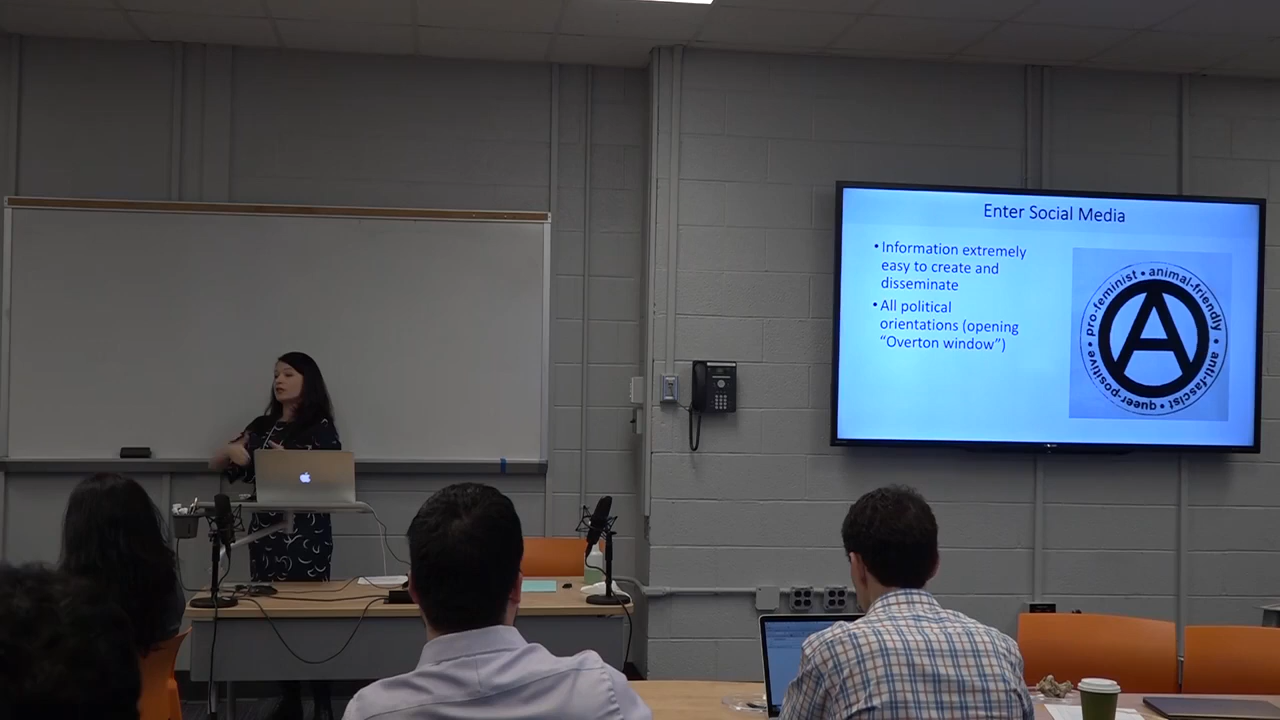 Enter Social Media
• Information extremely
easy to create and
disseminate
• All political
orientations (opening
“Overton window”)
pro-feminist • animal-friendly • anti-fascist • queer-positive •
A